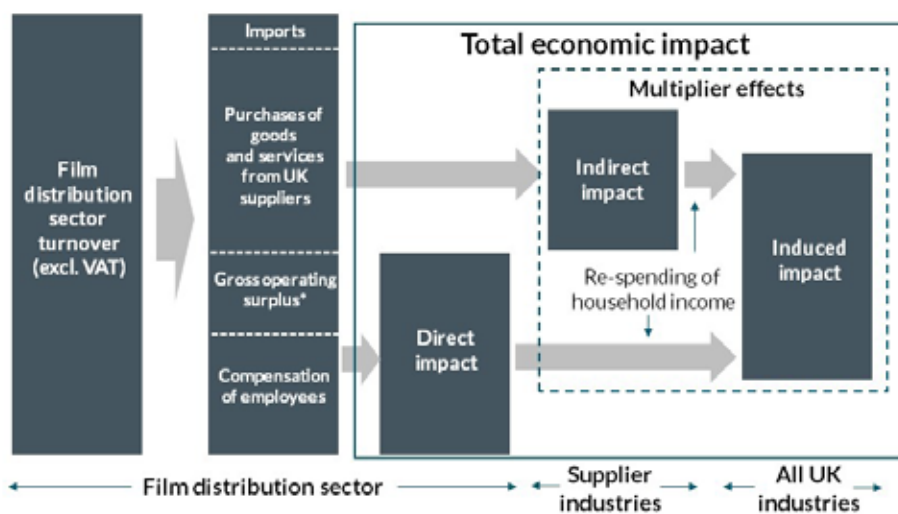 Film
distribution
sector
turnover
(excl. VAT)
Imports
Purchases of
goods
and services
from UK
suppliers
Gross operating
surplus*
Compensation
of employees
Total economic impact
Multiplier effects
Indirect
impact
Induced
impact
Re-spending of
household income
Direct
impact
Film distribution sector
Supplier
industries
All UK
industries